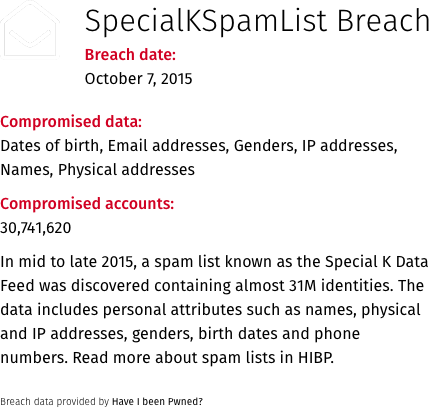 SpecialKSpamList Breach
Breach date:
October 7, 2015
Compromised data:
Dates of birth, Email addresses, Genders, IP addresses,
Names, Physical addresses
Compromised accounts:
30,741,620
In mid to late 2015, a spam list known as the Special K Data
Feed was discovered containing almost 31M identities. The
data includes personal attributes such as names, physical
and IP addresses, genders, birth dates and phone
numbers. Read more about spam lists in HIBP.
Breach data provided by Have I been Pwned?